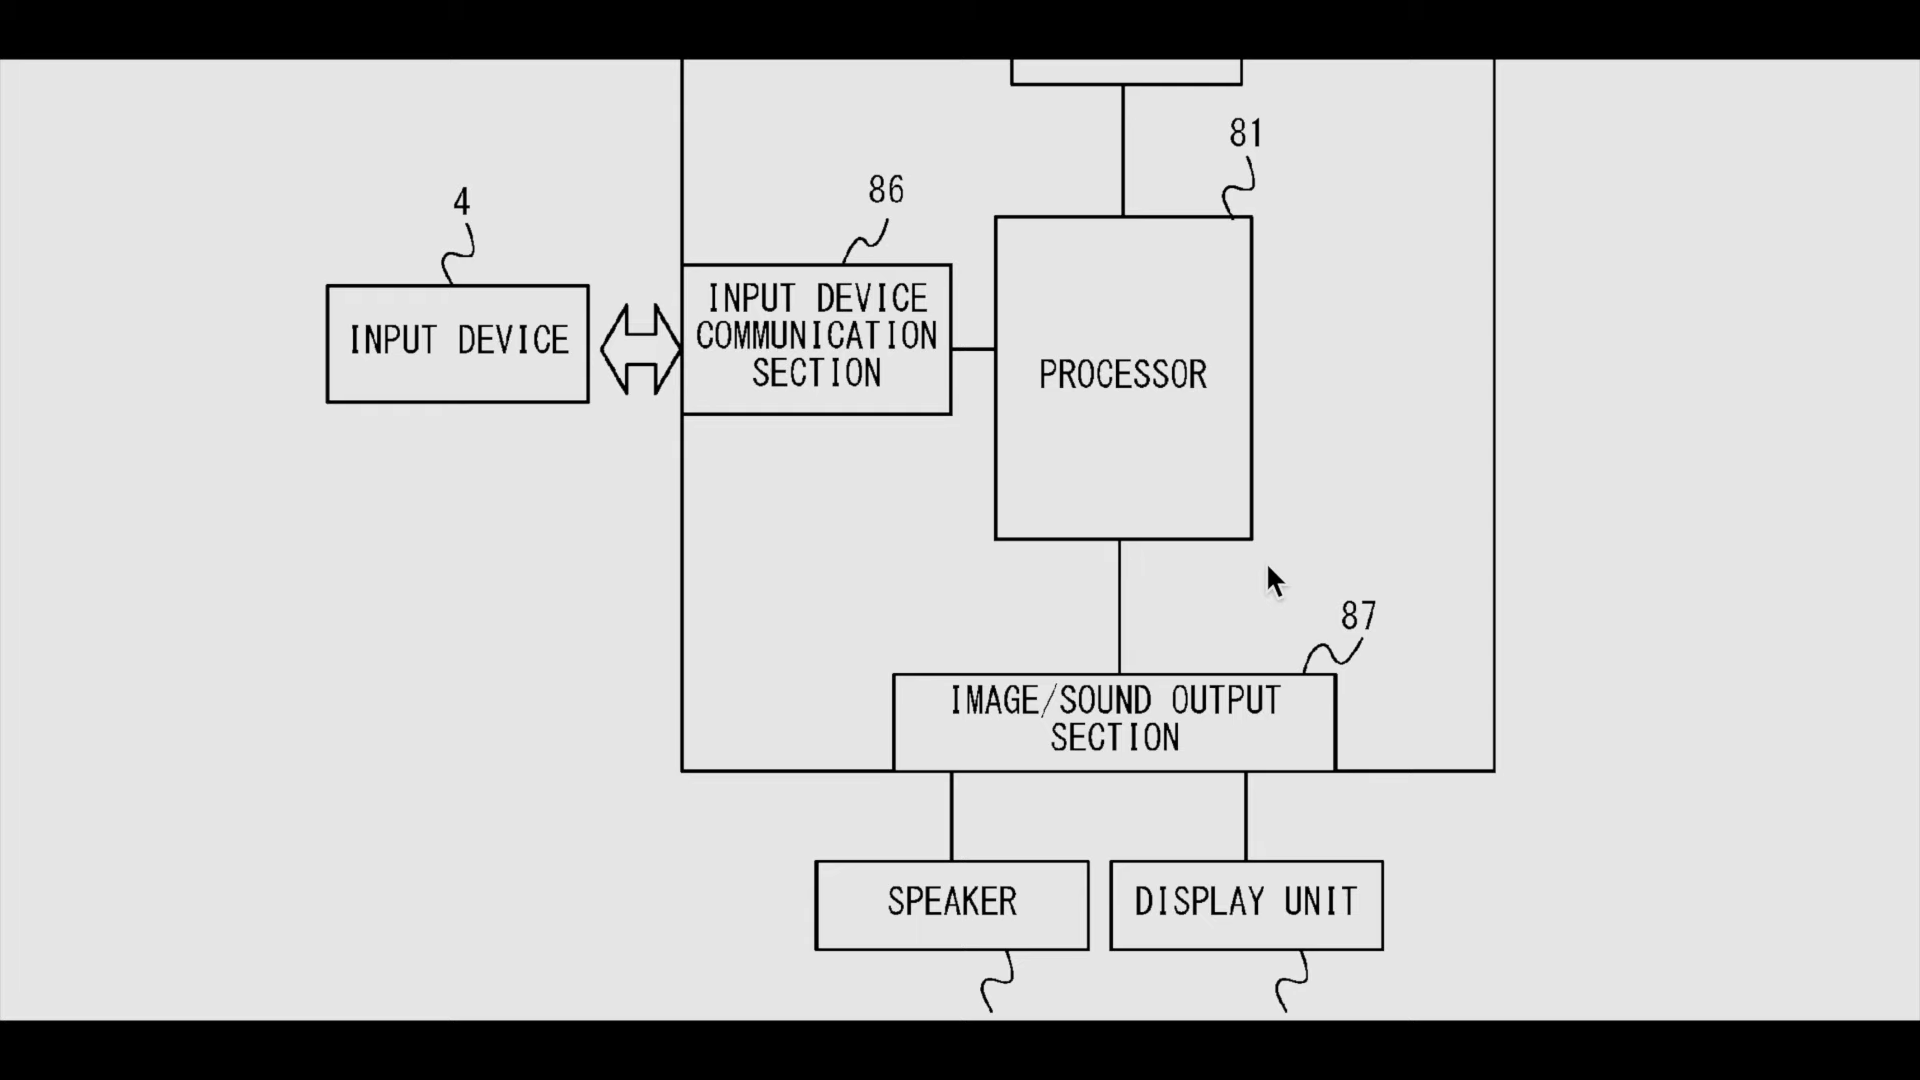 81
86
4
INPUT DEVICE
COMMUNICATION
SECTION
INPUT DEVICE
PROCESSOR
87
IMAGE/SOUND OUTPUT
SECTION
SPEAKER
DISPLAY UNIT